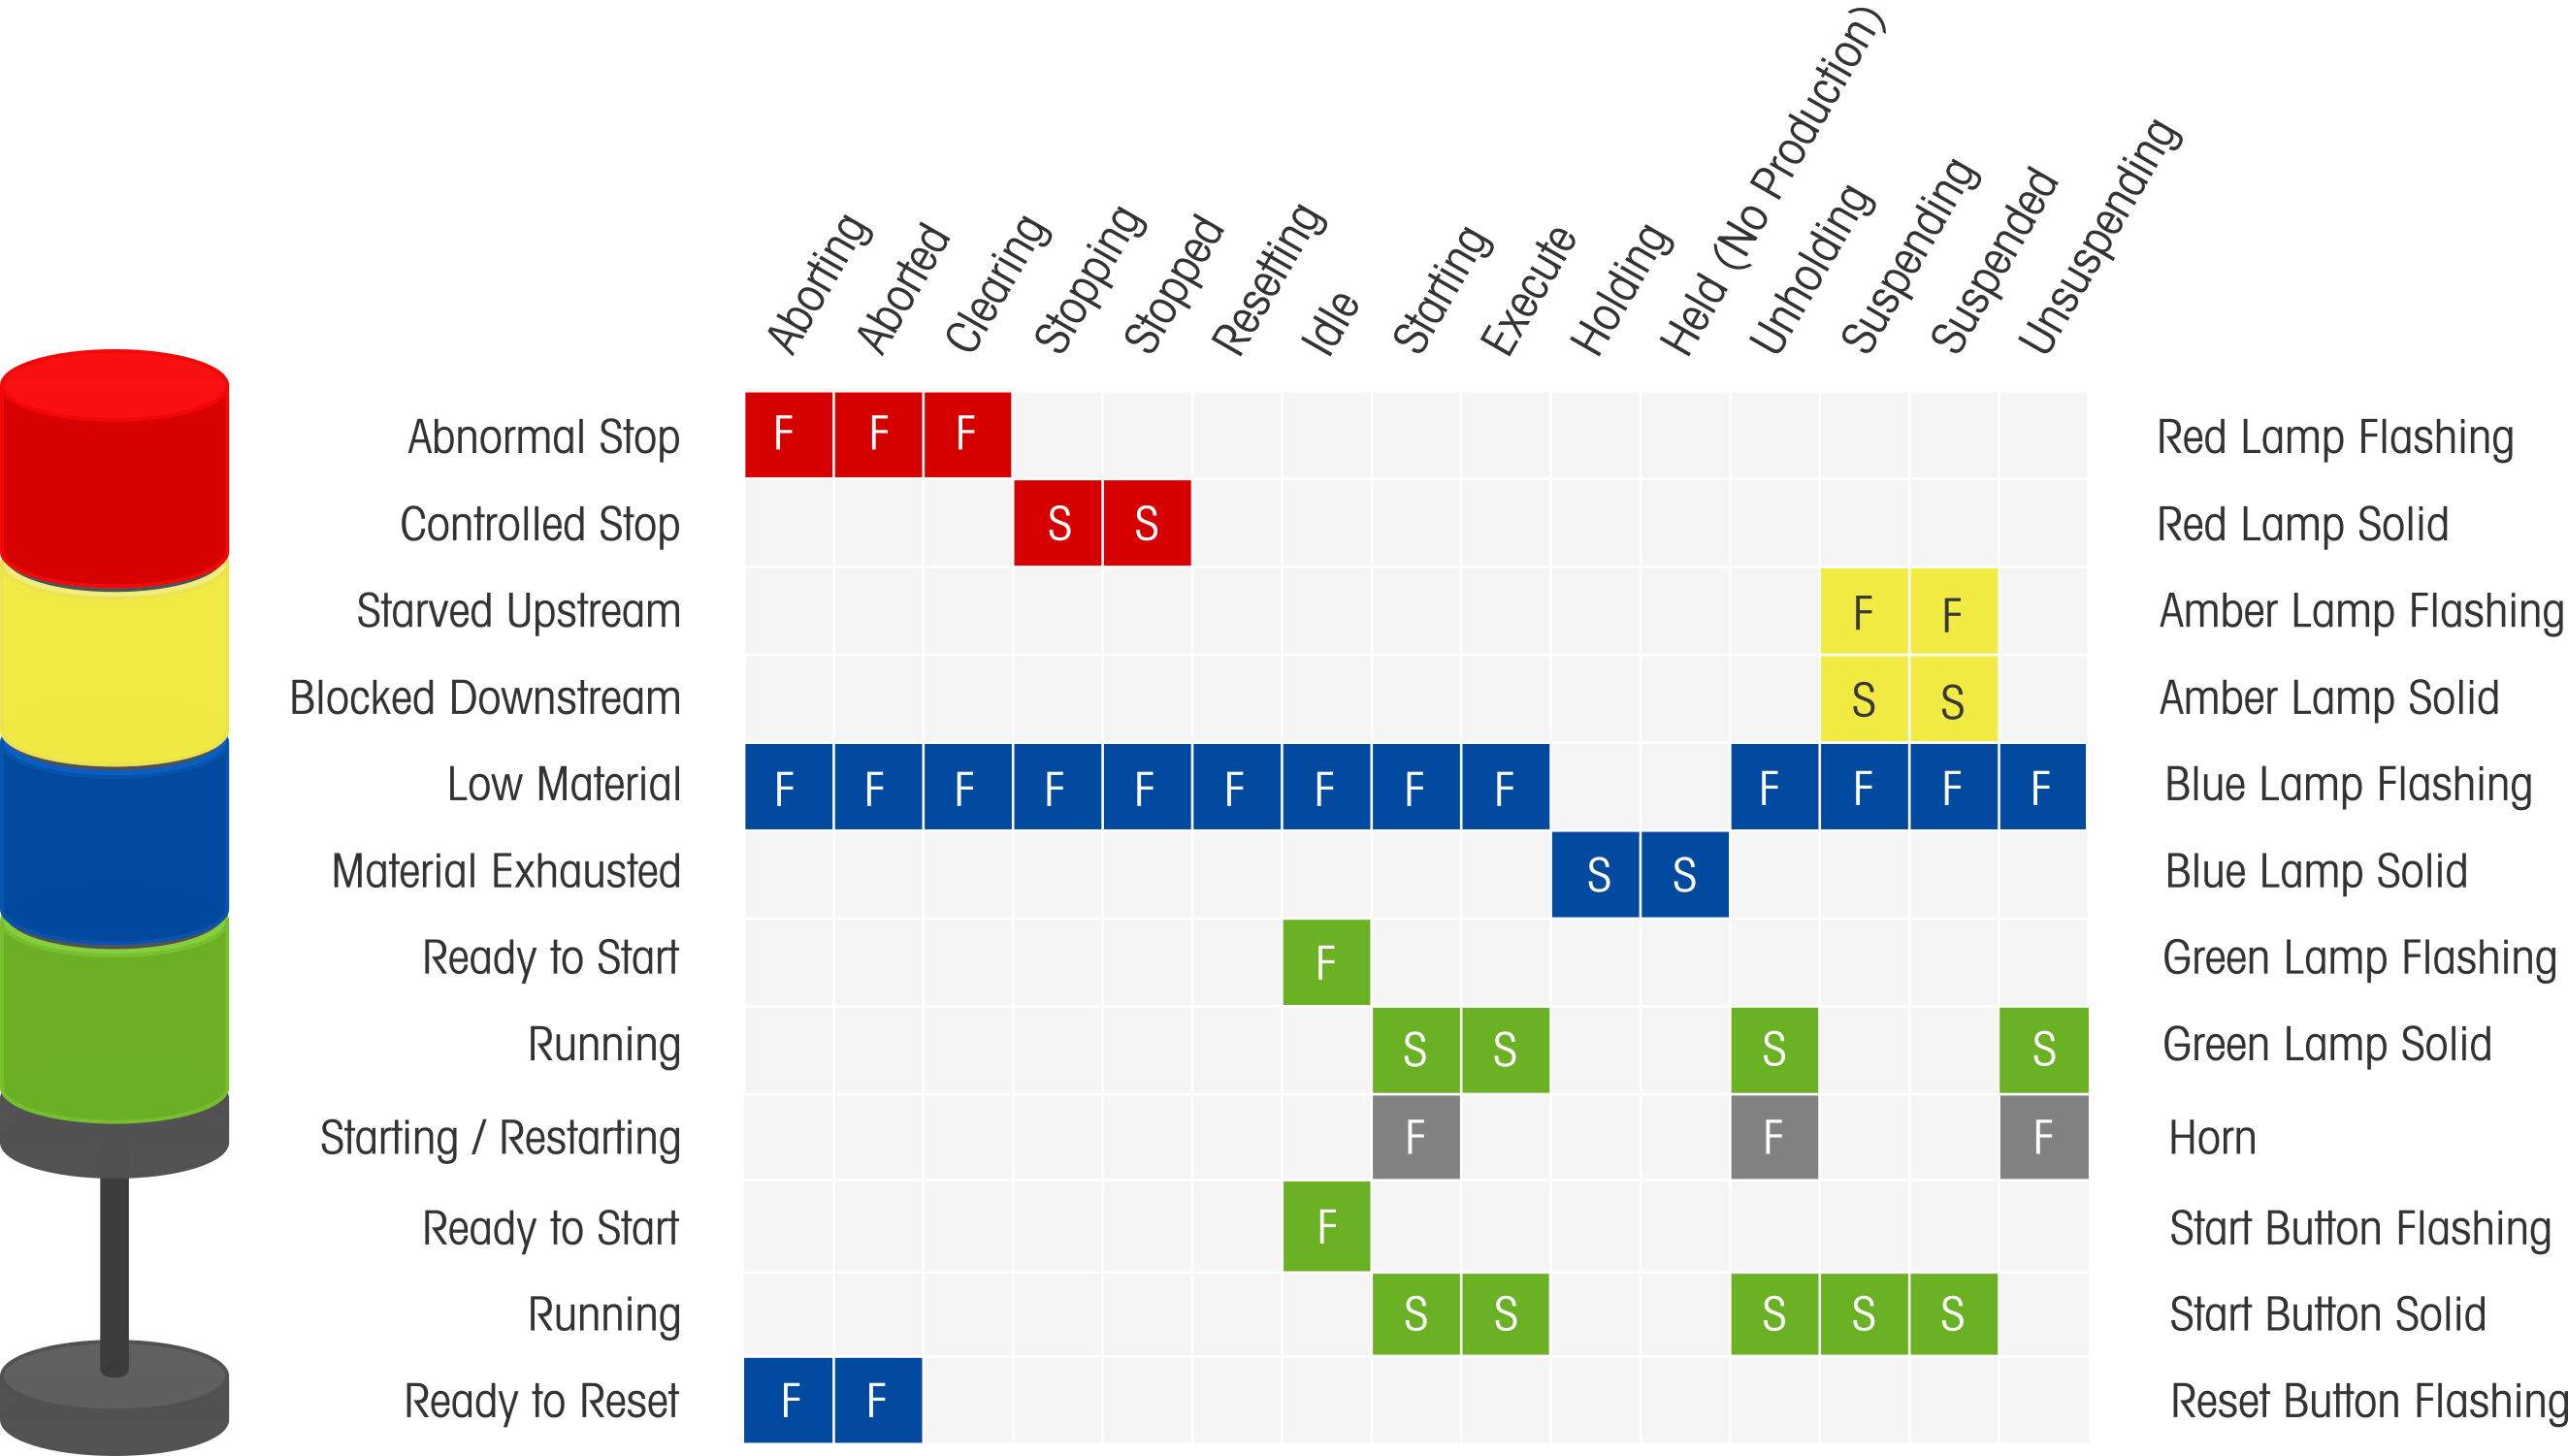 Aborting Aborted Clearing Stopping Stopped Resetting Idle Starting Execute Holding Held (No Production) Unholding Suspending Suspended Unsuspending
Abnormal Stop F F F Red Lamp Flashing
Controlled Stop S S Red Lamp Solid
Starved Upstream F F Amber Lamp Flashing
Blocked Downstream S S Amber Lamp Solid
Low Material F F F F F F F F F F F F F Blue Lamp Flashing
Material Exhausted S S Blue Lamp Solid
Ready to Start F Green Lamp Flashing
Running S S S S Green Lamp Solid
Starting / Restarting F F F Horn
Ready to Start F Start Button Flashing
Running S S S S S Start Button Solid
Ready to Reset F F Reset Button Flashing